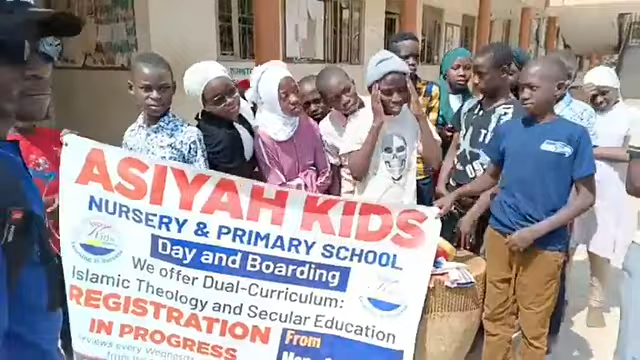 ASIYAH KIDS
NURSERY & PRIMARY SCHOOL
Day and Boarding
We offer Dual-Curriculum:
Islamic Theology and Secular Education
REGISTRATION
IN PROGRESS
From
Kids